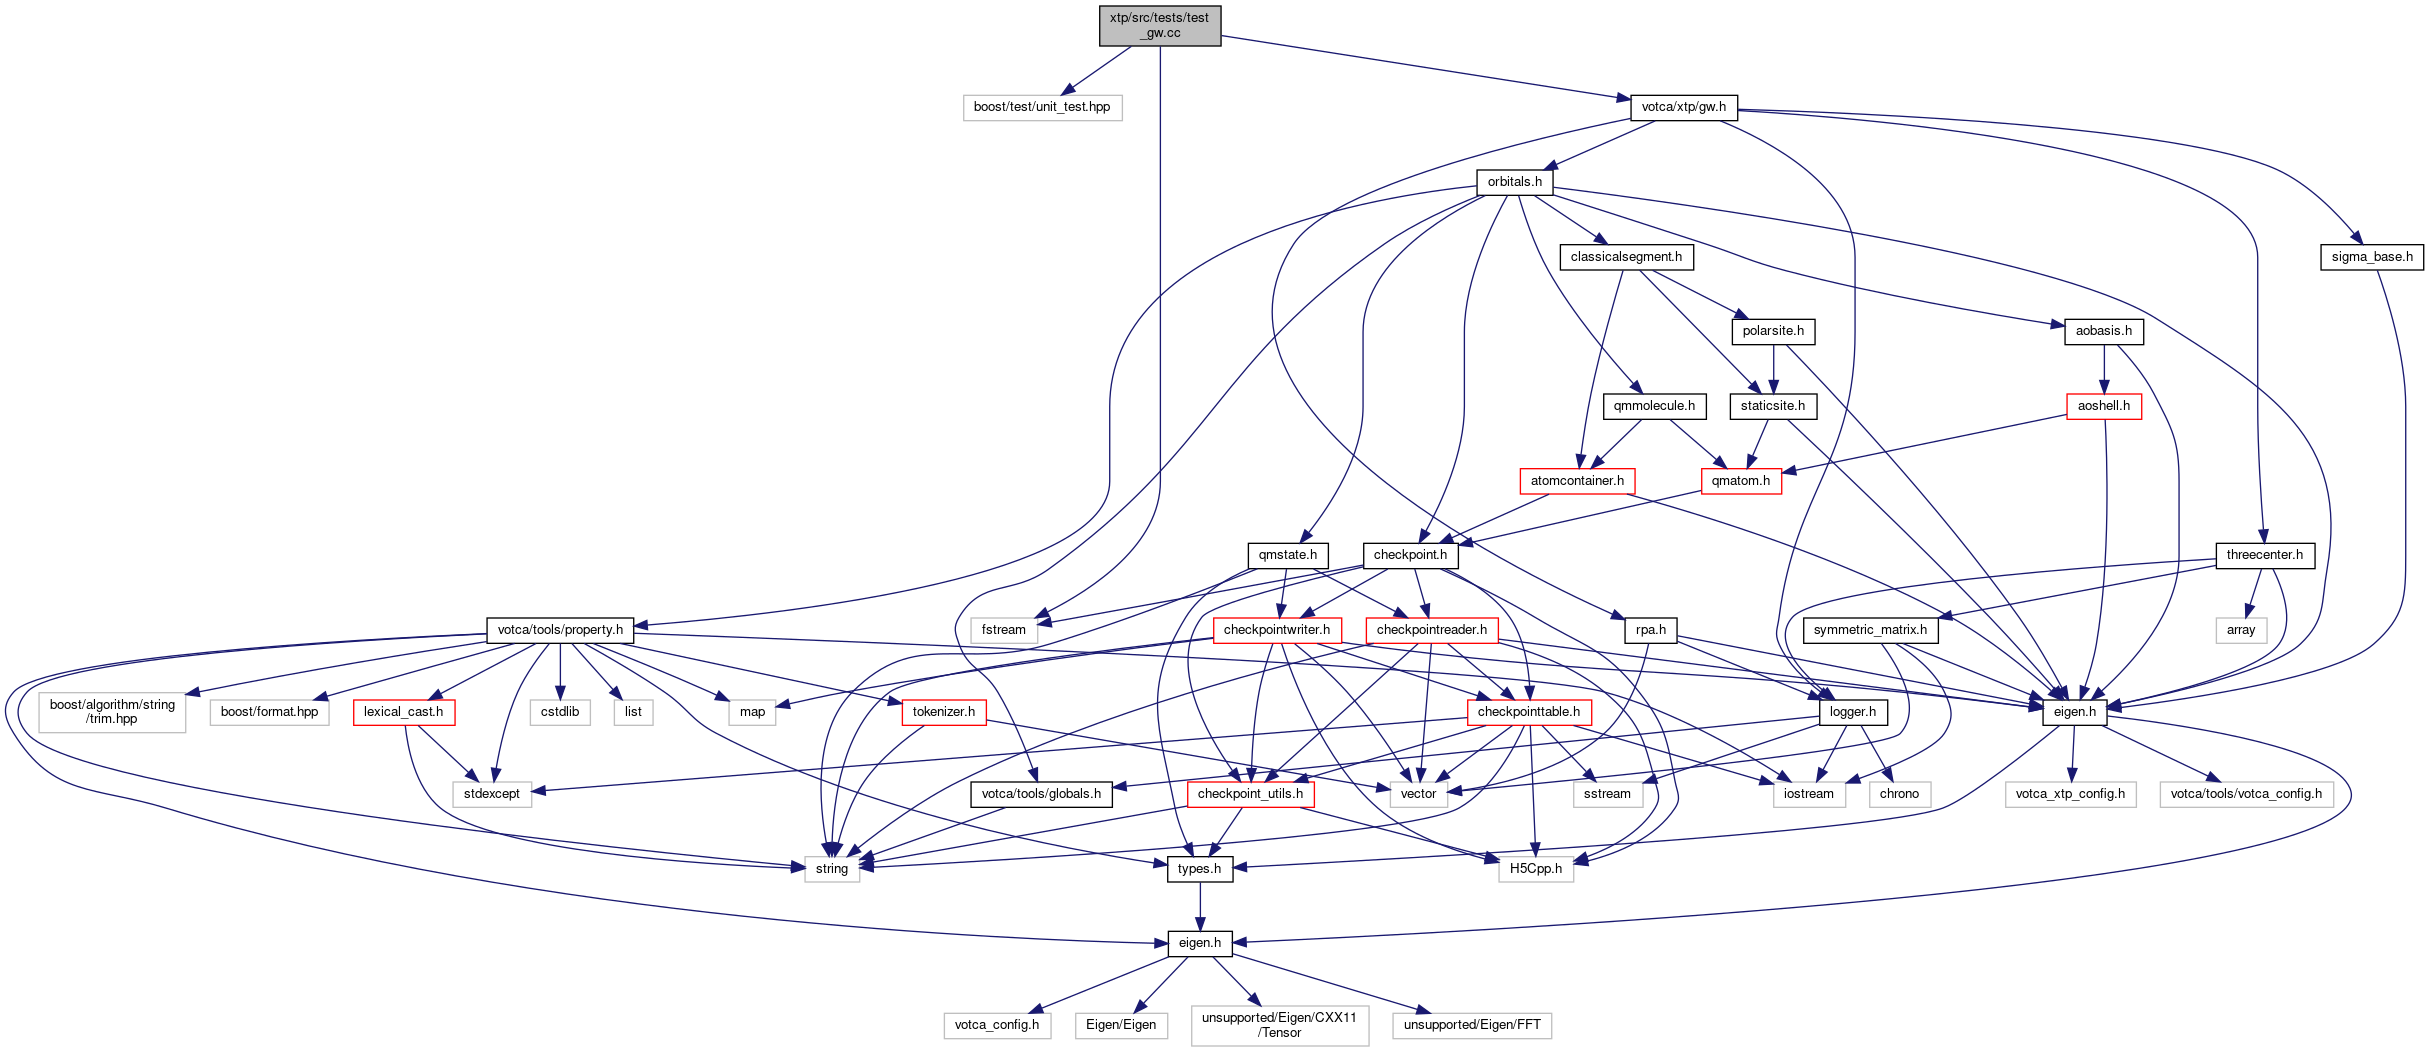 xtp/src/tests/test
_gw.cc
boost/test/unit_test.hpp
votca/xtp/gw.h
orbitals.h
classicalsegment.h
sigma_base.h
polarsite.h
aobasis.h
qmmolecule.h
staticsite.h
aoshell.h
atomcontainer.h
qmatom.h
qmstate.h
checkpoint.h
threecenter.h
votca/tools/property.h
fstream
checkpointwriter.h
checkpointreader.h
rpa.h
symmetric_matrix.h
array
boost/algorithm/string
/trim.hpp
boost/format.hpp
lexical_cast.h
cstdlib
list
map
tokenizer.h
checkpointtable.h
logger.h
eigen.h
stdexcept
votca/tools/globals.h
checkpoint_utils.h
vector
sstream
iostream
chrono
votca_xtp_config.h
votca/tools/votca_config.h
string
types.h
H5Cpp.h
eigen.h
votca_config.h
Eigen/Eigen
unsupported/Eigen/CXX11
/Tensor
unsupported/Eigen/FFT